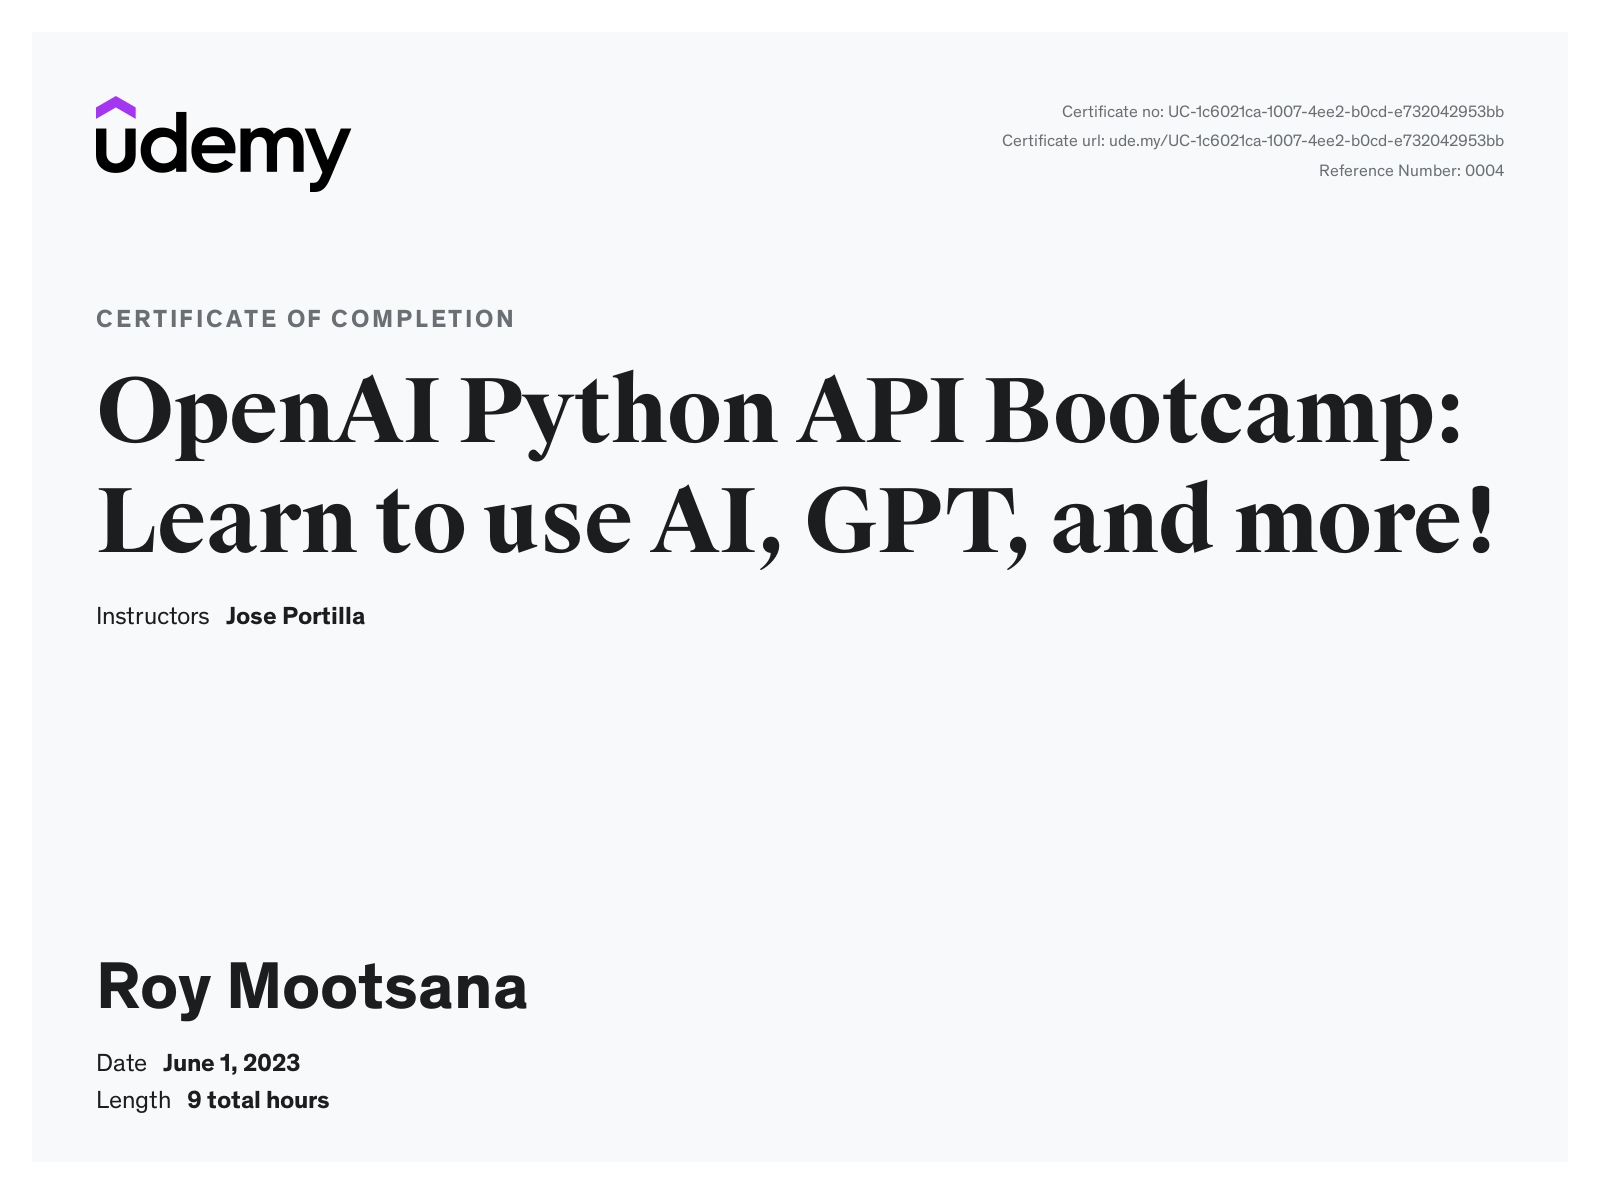 udemy
Certificate no: UC-1c6021ca-1007-4ee2-b0cd-e732042953bb
Certificate url: ude.my/UC-1c6021ca-1007-4ee2-b0cd-e732042953bb
Reference Number: 0004
CERTIFICATE OF COMPLETION
OpenAI Python API Bootcamp:
Learn to use AI, GPT, and more!
Instructors Jose Portilla
Roy Mootsana
Date June 1, 2023
Length 9 total hours